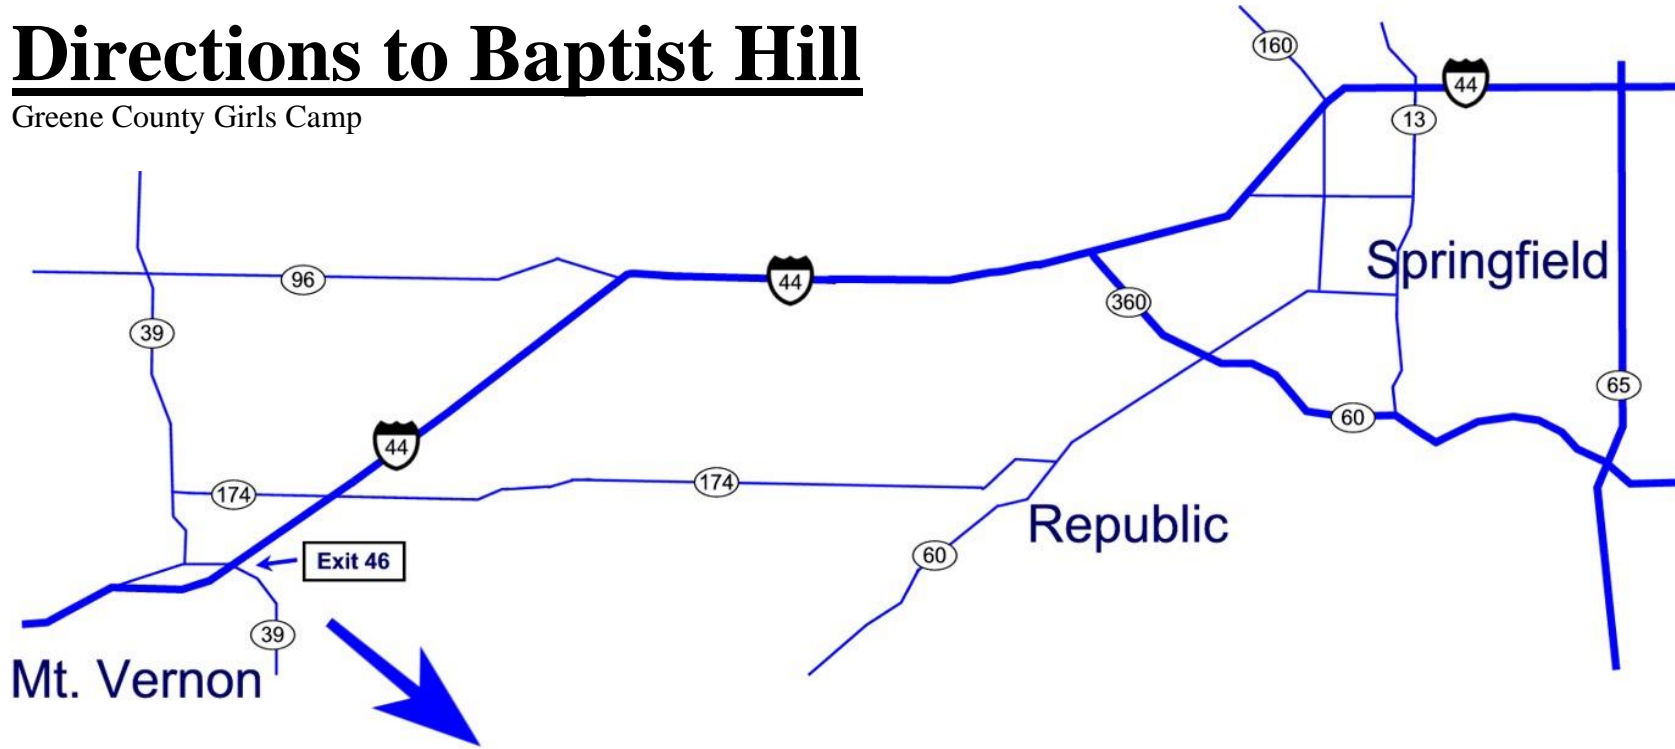 Directions to Baptist Hill
Greene County Girls Camp
160
44
13
Springfield
96
44
360
39
65
60
44
174
174
Republic
Exit 46
60
39
Mt. Vernon